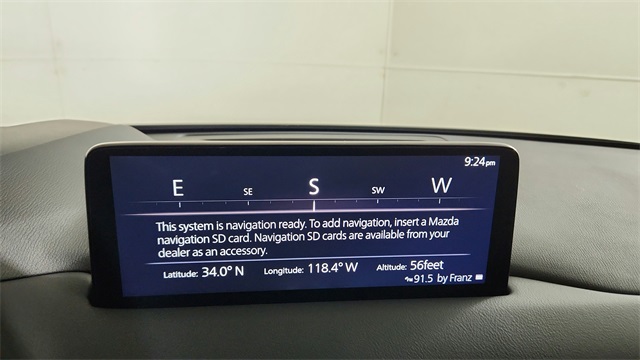 9:24pm
E SE S SW W
This system is navigation ready. To add navigation, insert a Mazda
navigation SD card. Navigation SD cards are available from your
dealer as an accessory.
Latitude: 34.0° N Longitude: 118.4° W Altitude: 56feet
91.5 by Franz